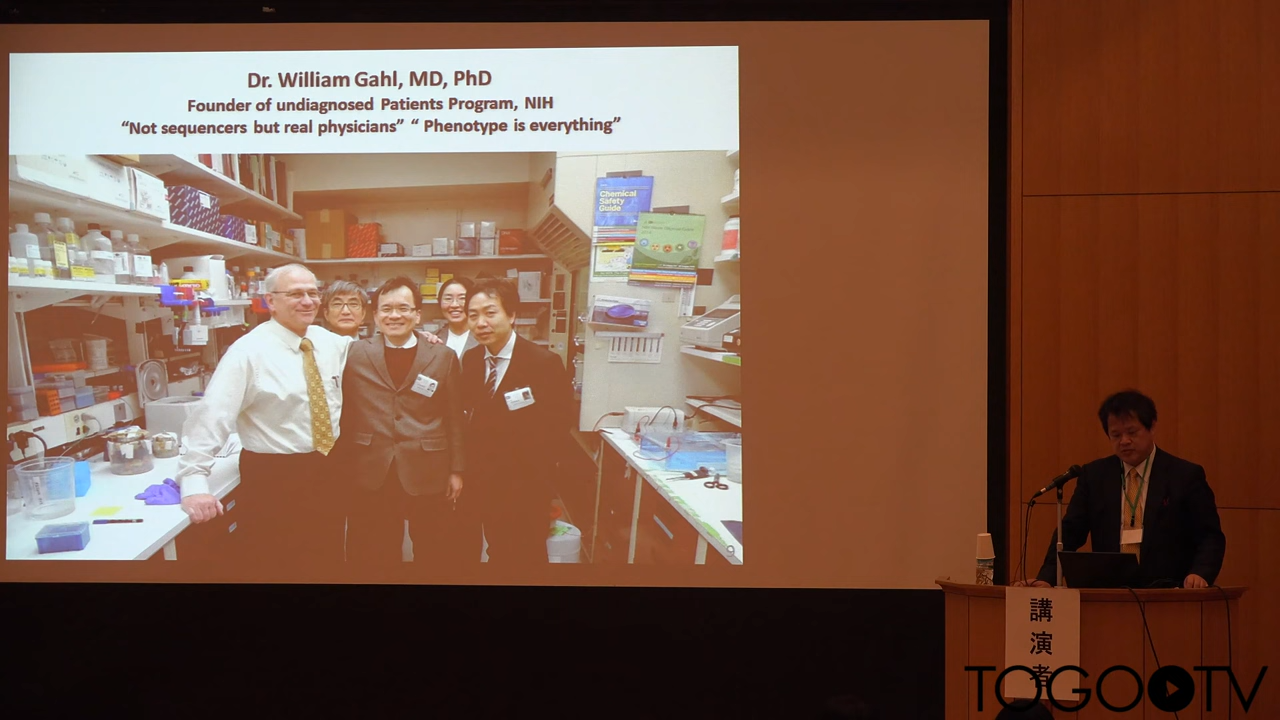 Dr. William Gahl, MD, PhD
Founder of undiagnosed Patients Program, NIH
“Not sequencers but real physicians” “ Phenotype is everything”
Chemical
Safety
Guide
9
講演者
TOGOTV